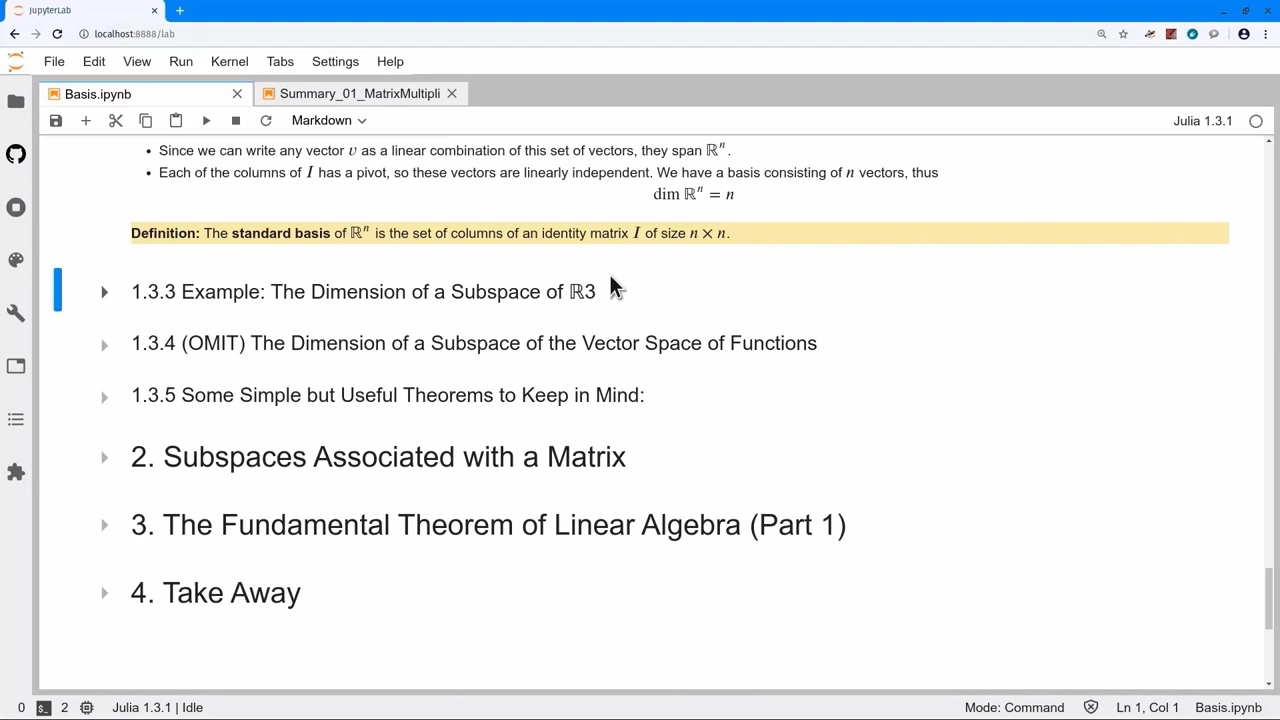 JupyterLab
localhost:8888/lab
File Edit View Run Kernel Tabs Settings Help
Basis.ipynb
Summary_01_MatrixMultipli
Markdown
Julia 1.3.1
• Since we can write any vector v as a linear combination of this set of vectors, they span ℝⁿ.
• Each of the columns of I has a pivot, so these vectors are linearly independent. We have a basis consisting of n vectors, thus
dim ℝⁿ = n
Definition: The standard basis of ℝⁿ is the set of columns of an identity matrix I of size n × n.
1.3.3 Example: The Dimension of a Subspace of ℝ3
1.3.4 (OMIT) The Dimension of a Subspace of the Vector Space of Functions
1.3.5 Some Simple but Useful Theorems to Keep in Mind:
2. Subspaces Associated with a Matrix
3. The Fundamental Theorem of Linear Algebra (Part 1)
4. Take Away
0 $_ 2 Julia 1.3.1 | Idle Mode: Command Ln 1, Col 1 Basis.ipynb